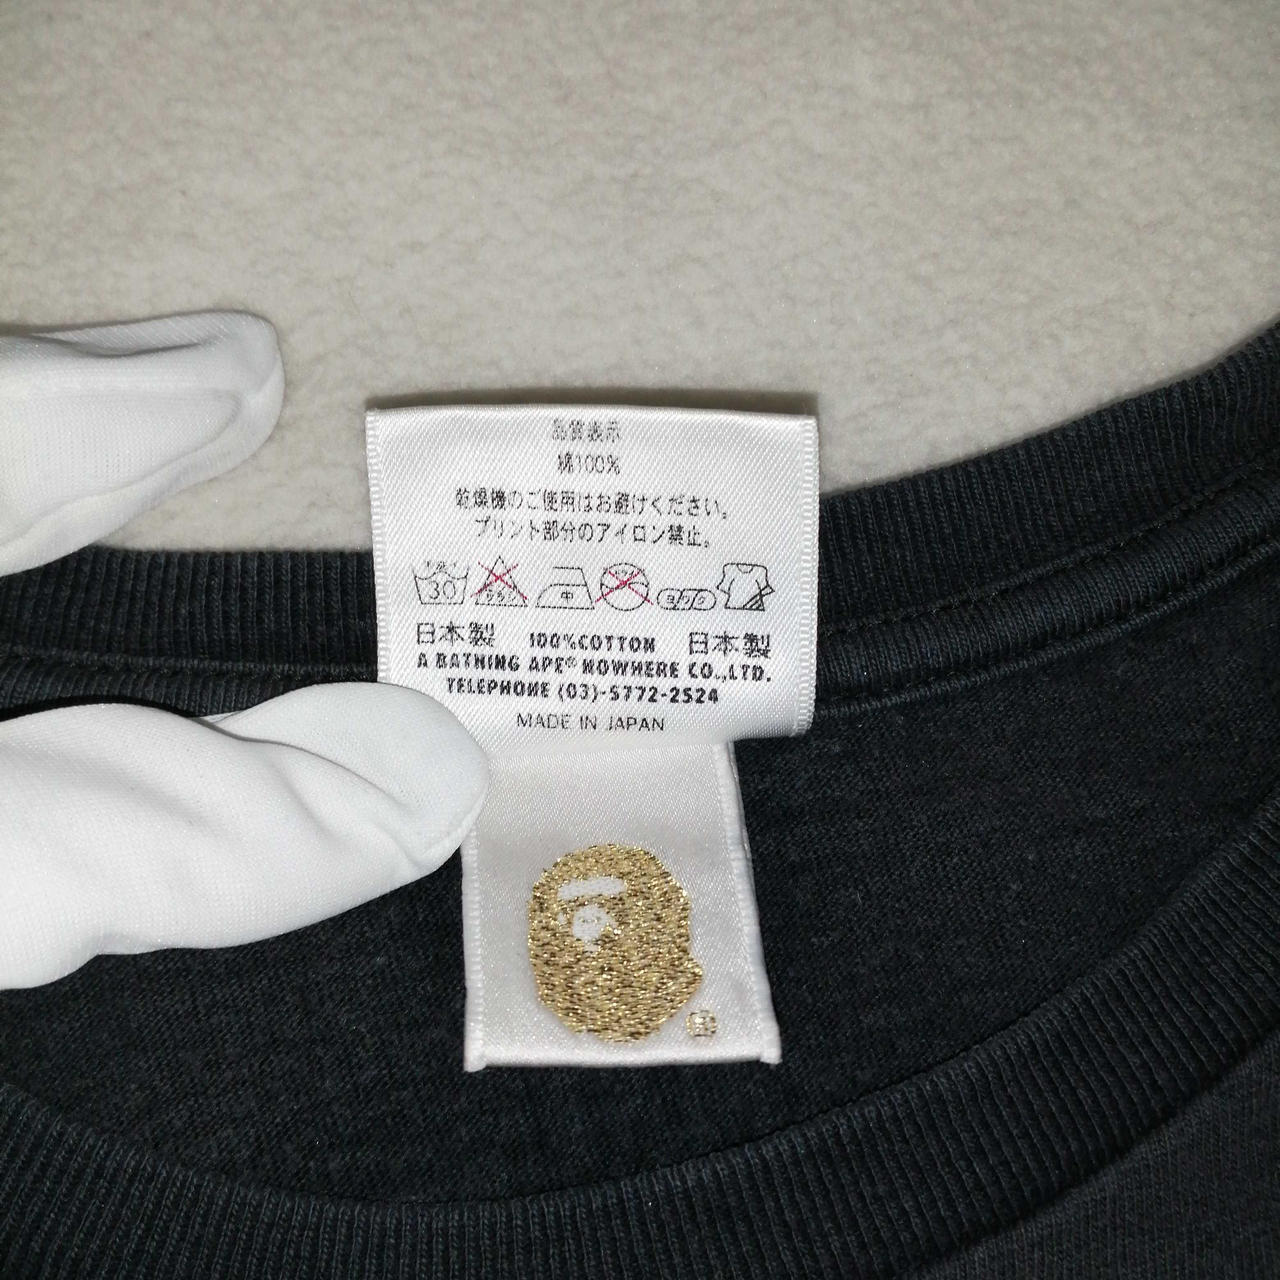 品質表示
綿100%
乾燥機のご使用はお避けください。
プリント部分のアイロン禁止。
30 中
日本製 100%COTTON 日本製
A BATHING APE® NOWHERE CO.,LTD.
TELEPHONE (03)-5772-2524
MADE IN JAPAN